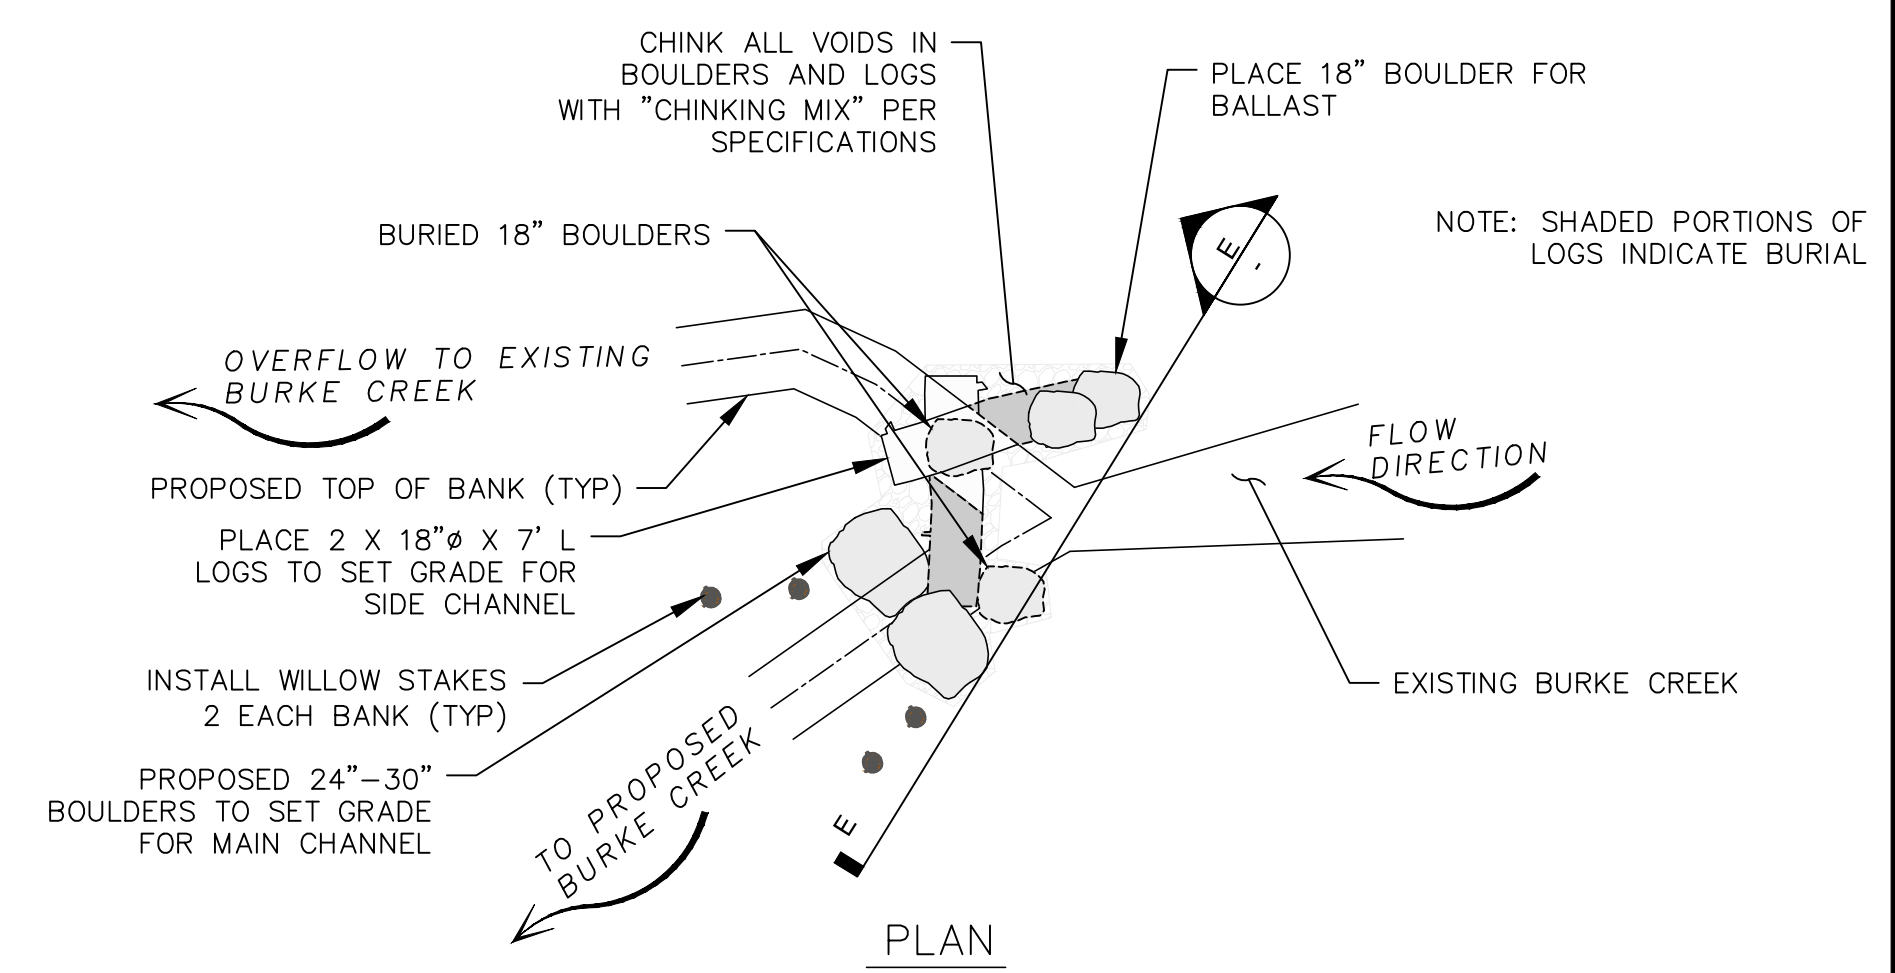 CHINK ALL VOIDS IN
BOULDERS AND LOGS
WITH "CHINKING MIX" PER
SPECIFICATIONS
PLACE 18" BOULDER FOR
BALLAST
BURIED 18" BOULDERS
E
-
NOTE: SHADED PORTIONS OF
LOGS INDICATE BURIAL
OVERFLOW TO EXISTING
BURKE CREEK
FLOW
DIRECTION
PROPOSED TOP OF BANK (TYP)
PLACE 2 X 18"ø X 7' L
LOGS TO SET GRADE FOR
SIDE CHANNEL
INSTALL WILLOW STAKES
2 EACH BANK (TYP)
EXISTING BURKE CREEK
PROPOSED 24"-30"
BOULDERS TO SET GRADE
FOR MAIN CHANNEL
TO PROPOSED
BURKE CREEK
E
PLAN